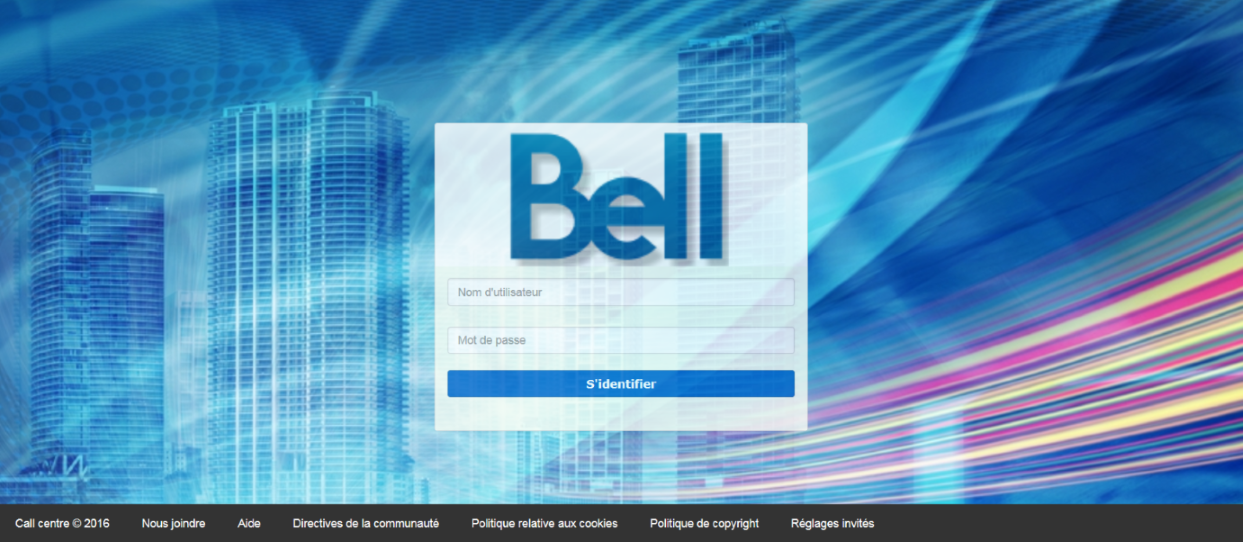 Bell
Nom d'utilisateur
Mot de passe
S'identifier
Call centre © 2016 Nous joindre Aide Directives de la communauté Politique relative aux cookies Politique de copyright Réglages invités